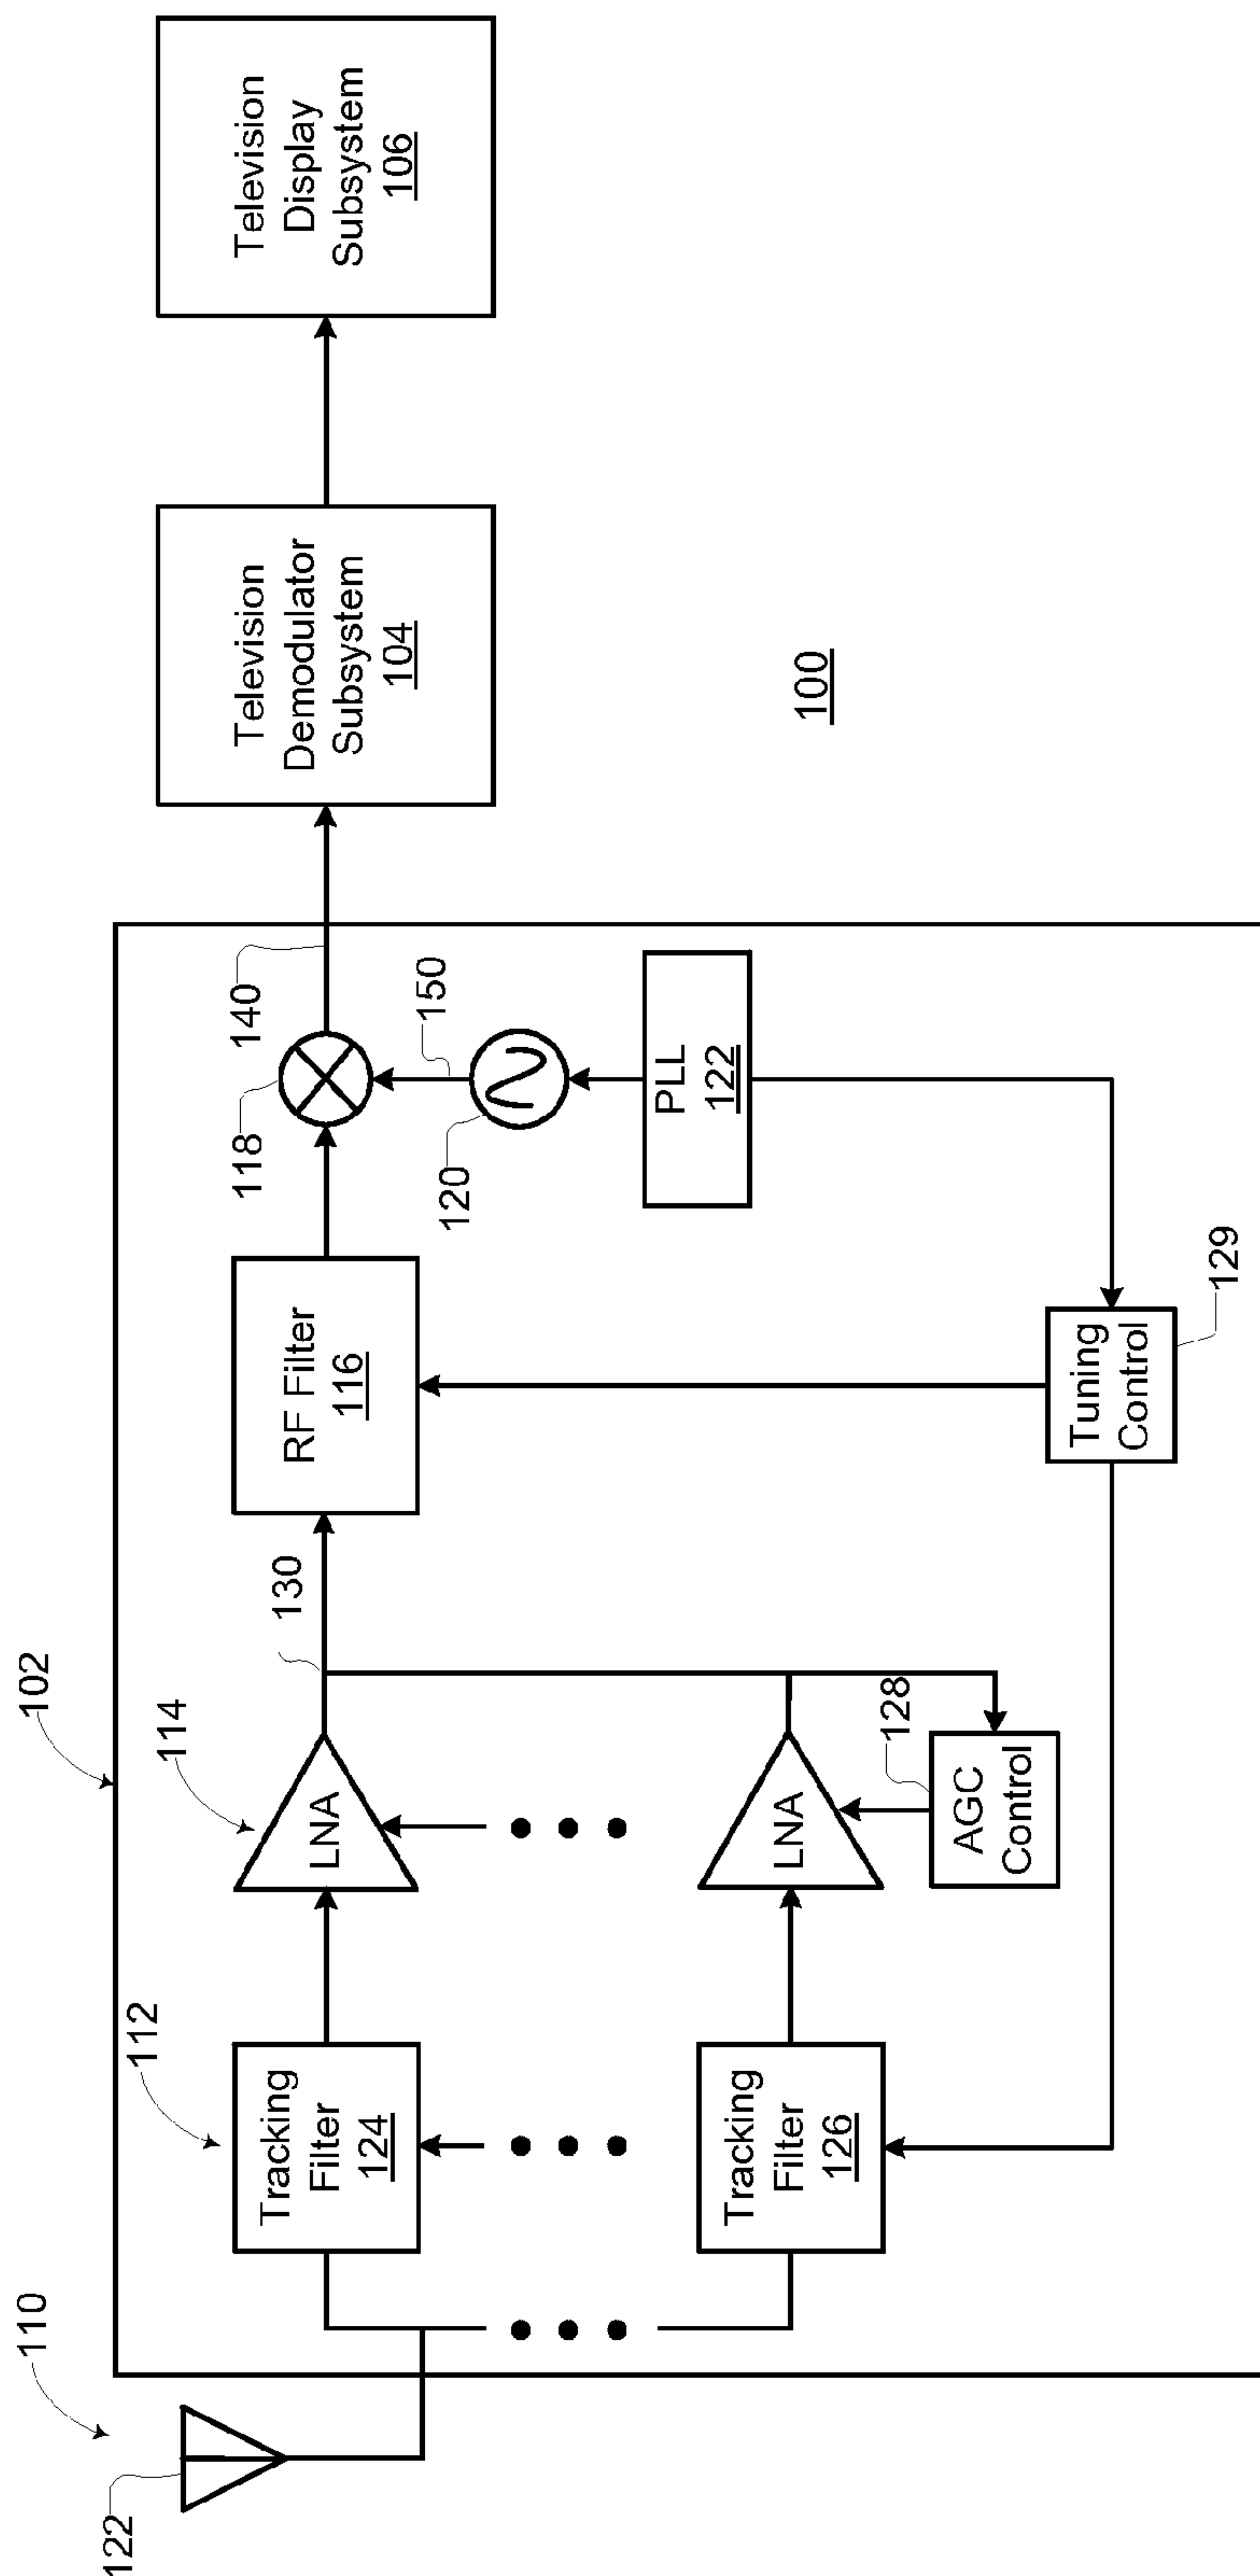 110
122
102
112
Tracking
Filter
124
114
LNA
130
RF Filter
116
118
140
150
120
PLL
122
Television
Demodulator
Subsystem
104
Television
Display
Subsystem
106
Tracking
Filter
126
LNA
128
AGC
Control
Tuning
Control
129
100